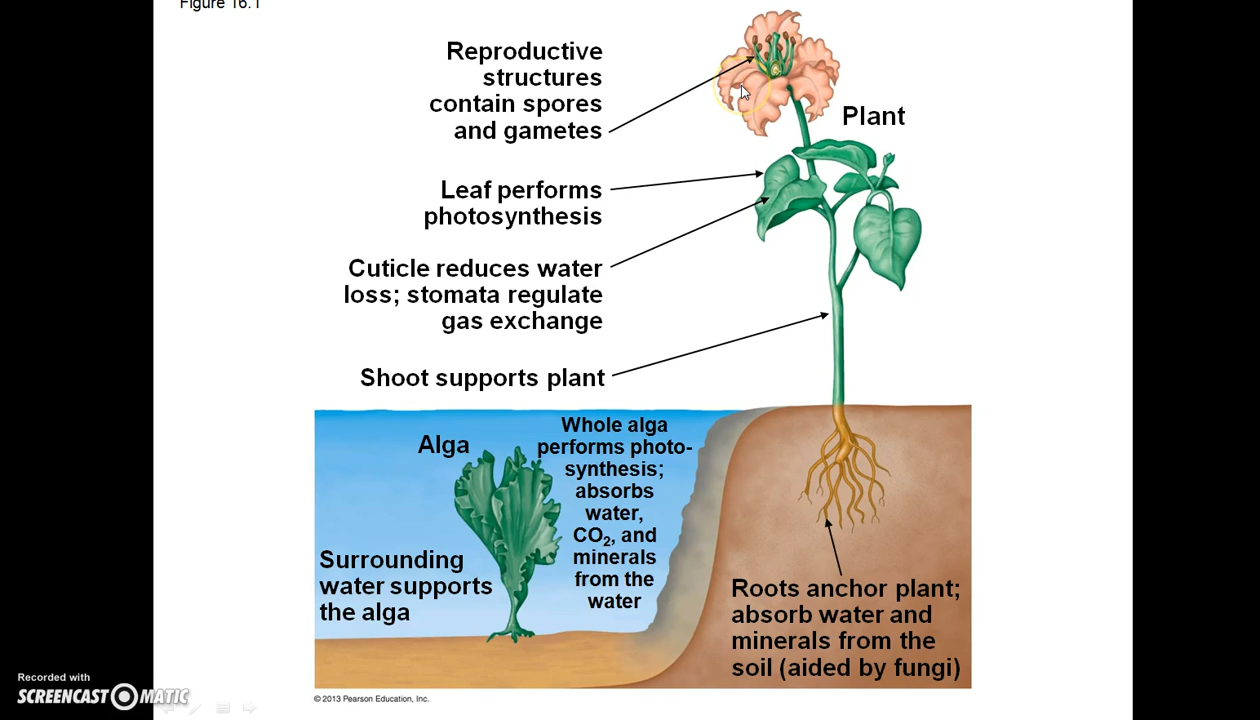 Figure 16.1
Reproductive
structures
contain spores
and gametes
Plant
Leaf performs
photosynthesis
Cuticle reduces water
loss; stomata regulate
gas exchange
Shoot supports plant
Alga
Whole alga
performs photo-
synthesis;
absorbs
water,
CO₂, and
minerals
from the
water
Surrounding
water supports
the alga
Roots anchor plant;
absorb water and
minerals from the
soil (aided by fungi)
© 2013 Pearson Education, Inc.
Recorded with
SCREENCAST MATIC